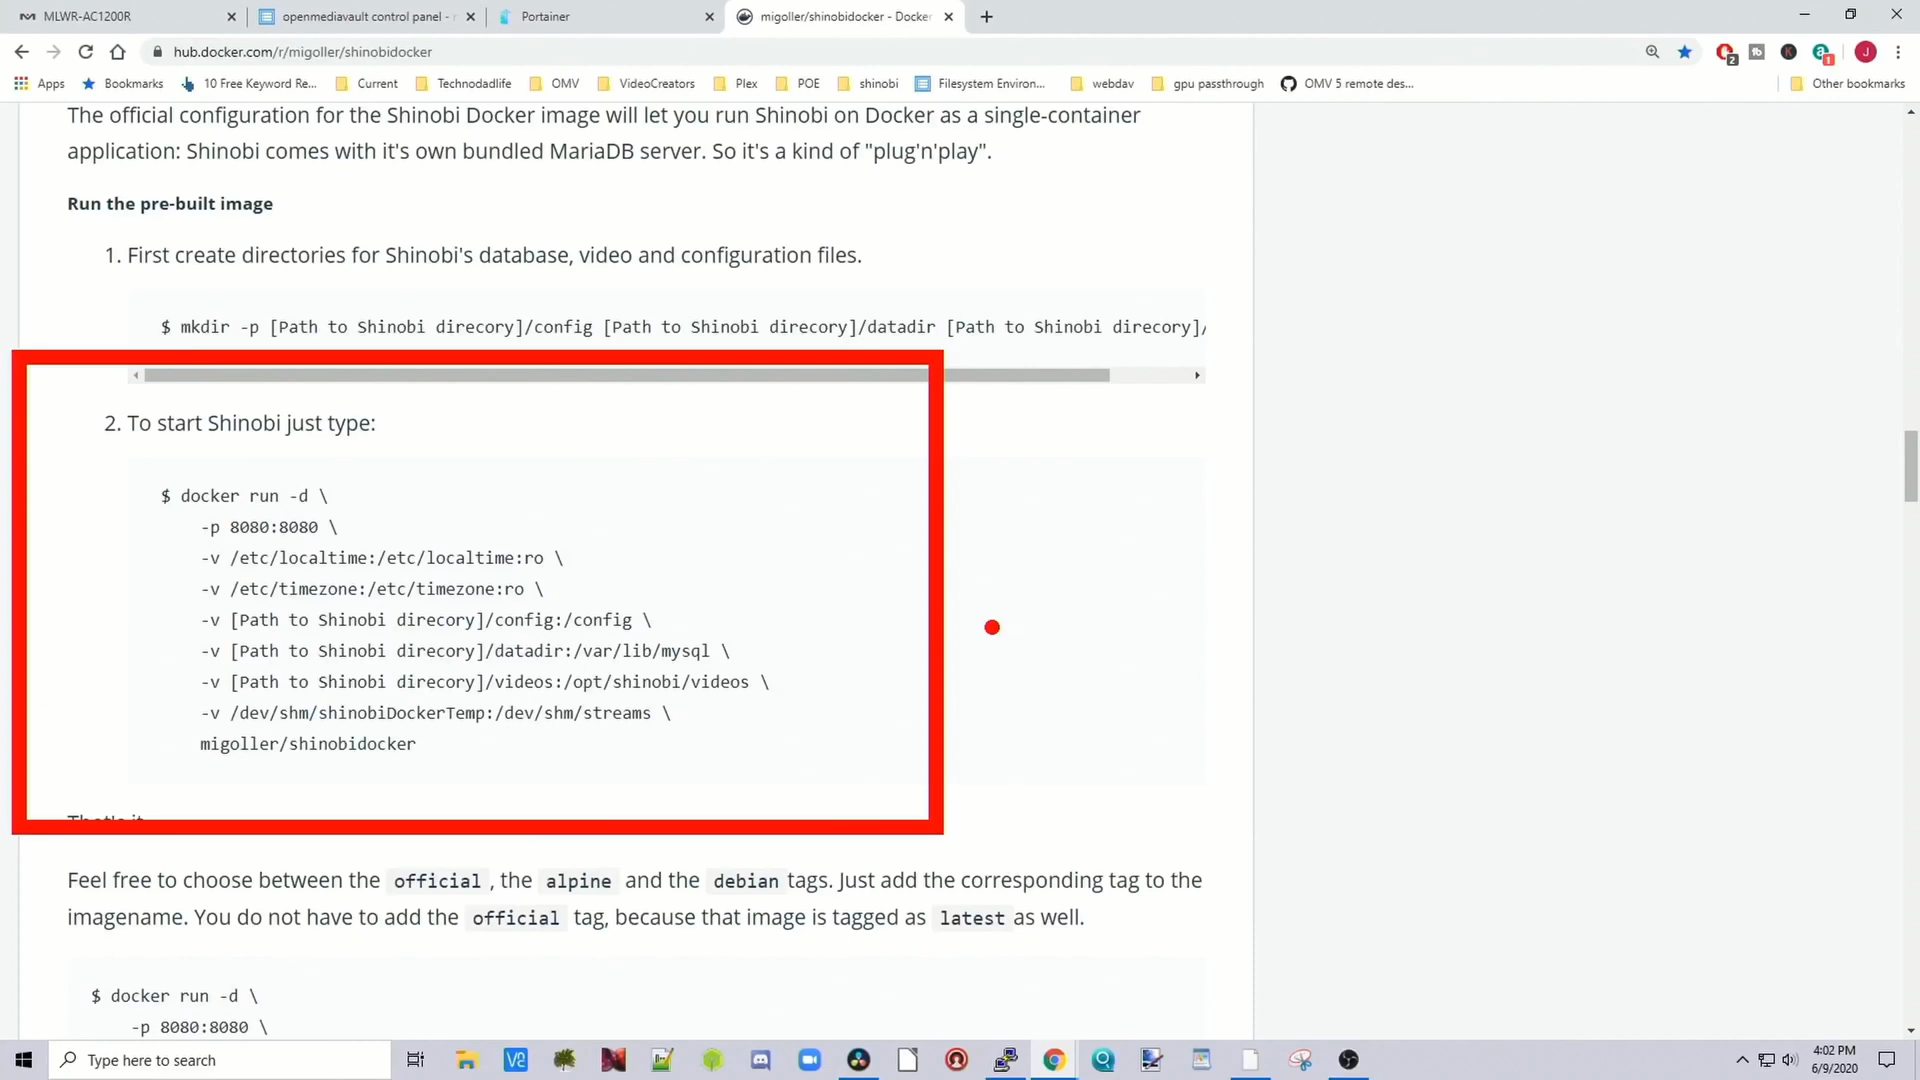 MLWR-AC1200R
openmediavault control panel - r
Portainer
migoller/shinobidocker - Docker
hub.docker.com/r/migoller/shinobidocker
2
1
J
Apps
Bookmarks
10 Free Keyword Re...
Current
Technodadlife
OMV
VideoCreators
Plex
POE
shinobi
Filesystem Environ...
webdav
gpu passthrough
OMV 5 remote des...
Other bookmarks
The official configuration for the Shinobi Docker image will let you run Shinobi on Docker as a single-container
application: Shinobi comes with it's own bundled MariaDB server. So it's a kind of "plug'n'play".
Run the pre-built image
1. First create directories for Shinobi's database, video and configuration files.
$ mkdir -p [Path to Shinobi direcory]/config [Path to Shinobi direcory]/datadir [Path to Shinobi direcory]/
2. To start Shinobi just type:
$ docker run -d \
-p 8080:8080 \
-v /etc/localtime:/etc/localtime:ro \
-v /etc/timezone:/etc/timezone:ro \
-v [Path to Shinobi direcory]/config:/config \
-v [Path to Shinobi direcory]/datadir:/var/lib/mysql \
-v [Path to Shinobi direcory]/videos:/opt/shinobi/videos \
-v /dev/shm/shinobiDockerTemp:/dev/shm/streams \
migoller/shinobidocker
That's it
Feel free to choose between the official , the alpine and the debian tags. Just add the corresponding tag to the
imagename. You do not have to add the official tag, because that image is tagged as latest as well.
$ docker run -d \
-p 8080:8080 \
Type here to search
4:02 PM
6/9/2020